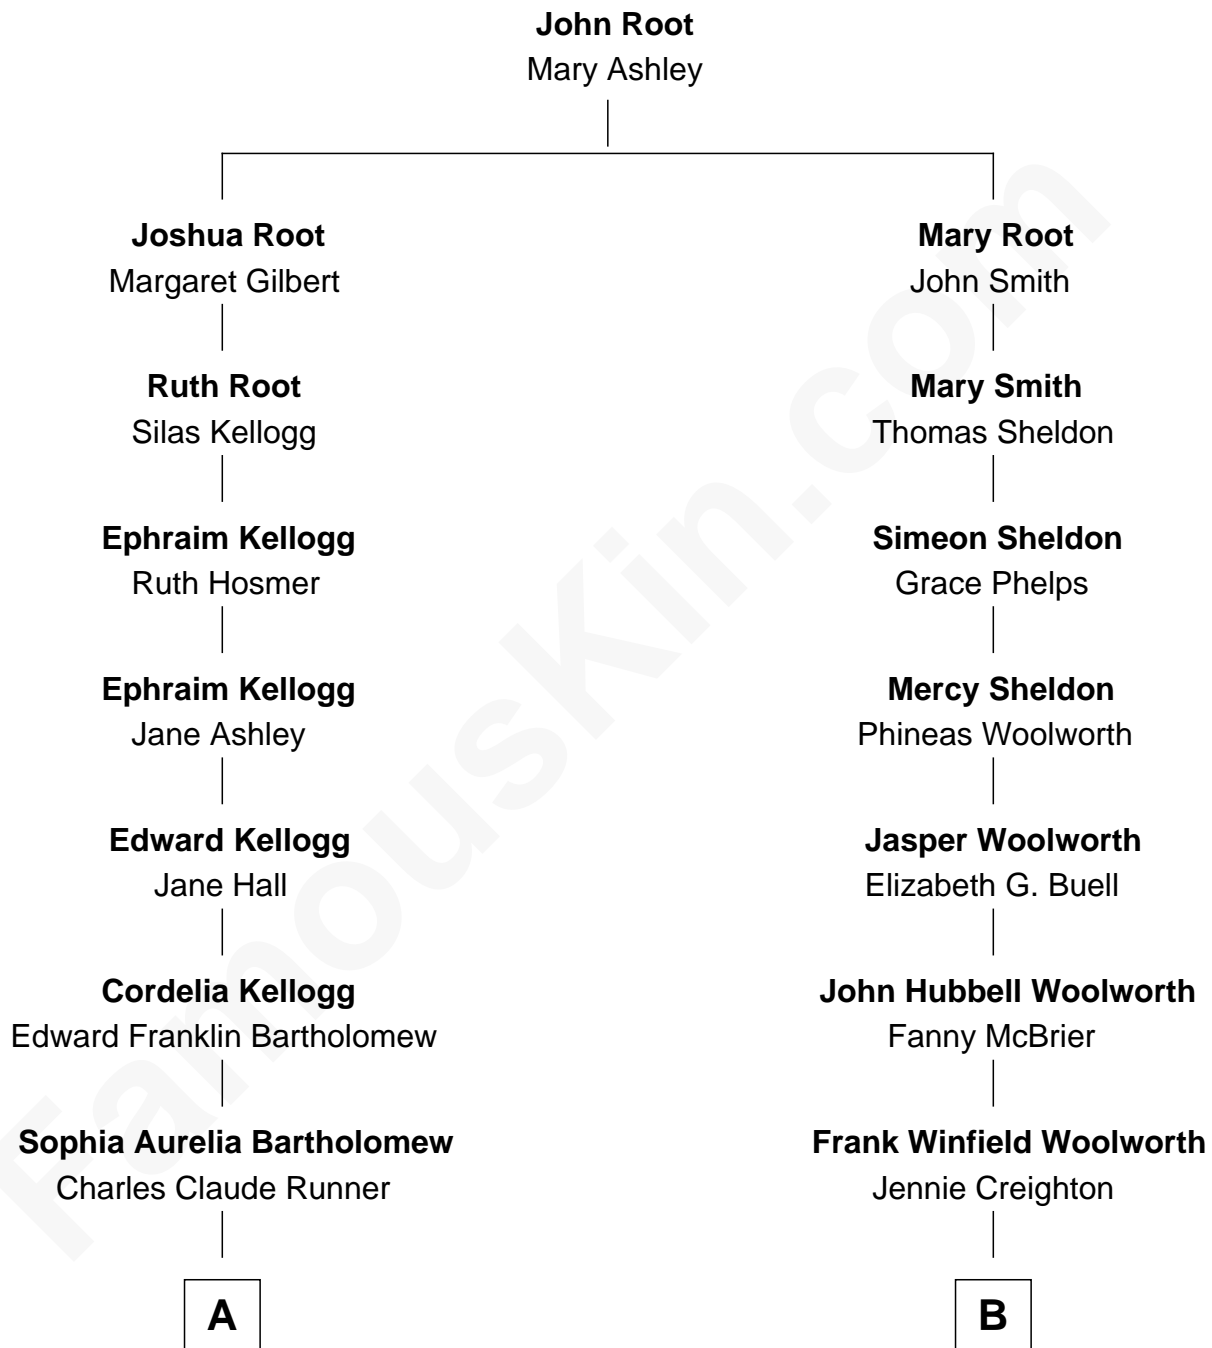 John Root
Mary Ashley
Joshua Root
Margaret Gilbert
Mary Root
John Smith
Ruth Root
Silas Kellogg
Mary Smith
Thomas Sheldon
Ephraim Kellogg
Ruth Hosmer
Simeon Sheldon
Grace Phelps
Ephraim Kellogg
Jane Ashley
Mercy Sheldon
Phineas Woolworth
Edward Kellogg
Jane Hall
Jasper Woolworth
Elizabeth G. Buell
Cordelia Kellogg
Edward Franklin Bartholomew
John Hubbell Woolworth
Fanny McBrier
Sophia Aurelia Bartholomew
Charles Claude Runner
Frank Winfield Woolworth
Jennie Creighton
A
B
FamousKin.com